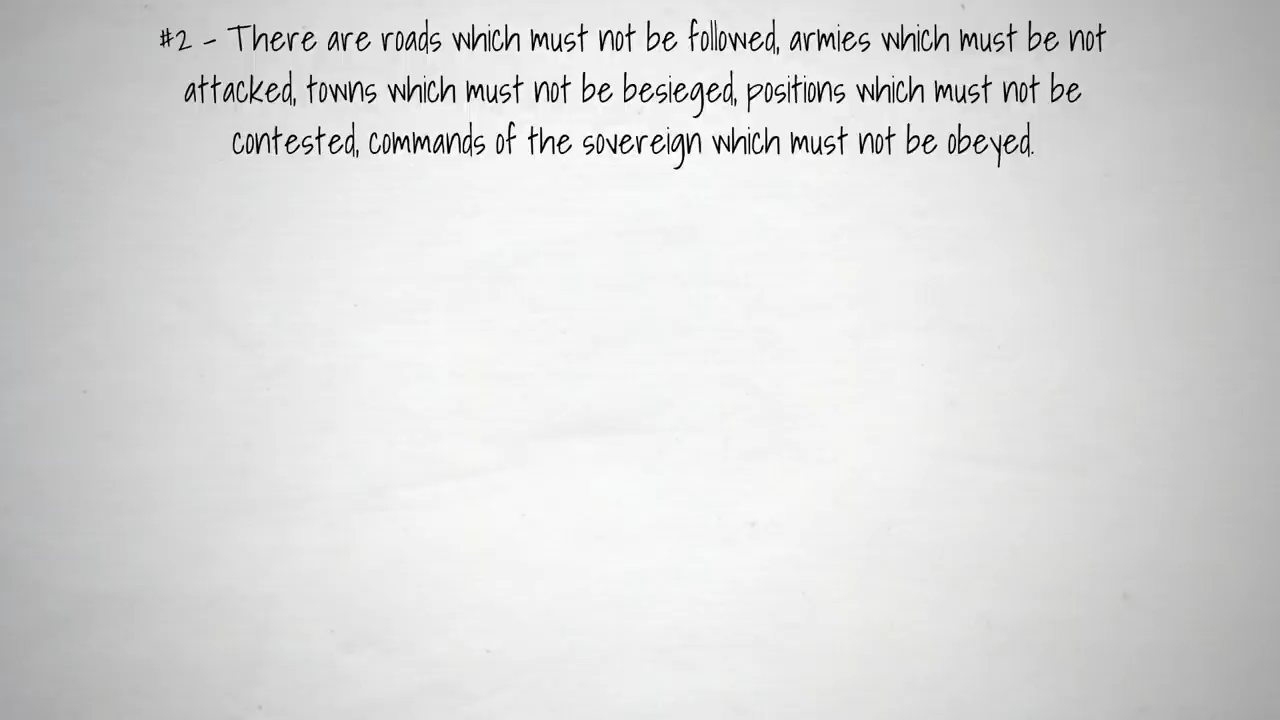 #2 - There are roads which must not be followed, armies which must be not
attacked, towns which must not be besieged, positions which must not be
contested, commands of the sovereign which must not be obeyed.